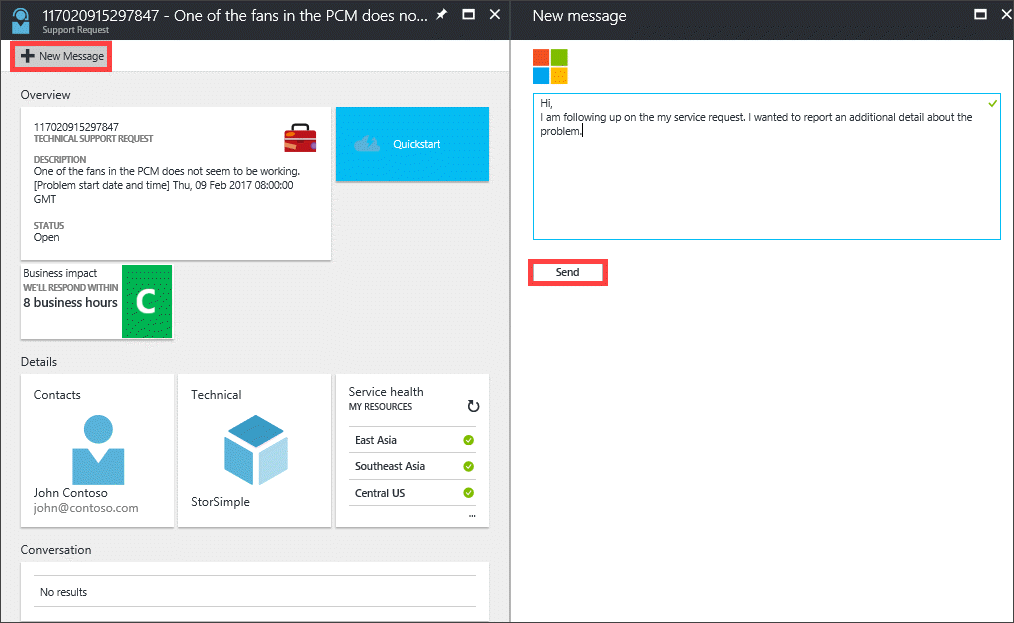 117020915297847 - One of the fans in the PCM does no...
Support Request
New Message
Overview
117020915297847
TECHNICAL SUPPORT REQUEST
DESCRIPTION
One of the fans in the PCM does not seem to be working.
[Problem start date and time] Thu, 09 Feb 2017 08:00:00
GMT
STATUS
Open
Quickstart
Business impact
WE'LL RESPOND WITHIN
8 business hours
C
Details
Contacts
John Contoso
john@contoso.com
Technical
StorSimple
Service health
MY RESOURCES
East Asia
Southeast Asia
Central US
...
Conversation
No results
New message
Hi,
I am following up on the my service request. I wanted to report an additional detail about the
problem.
Send